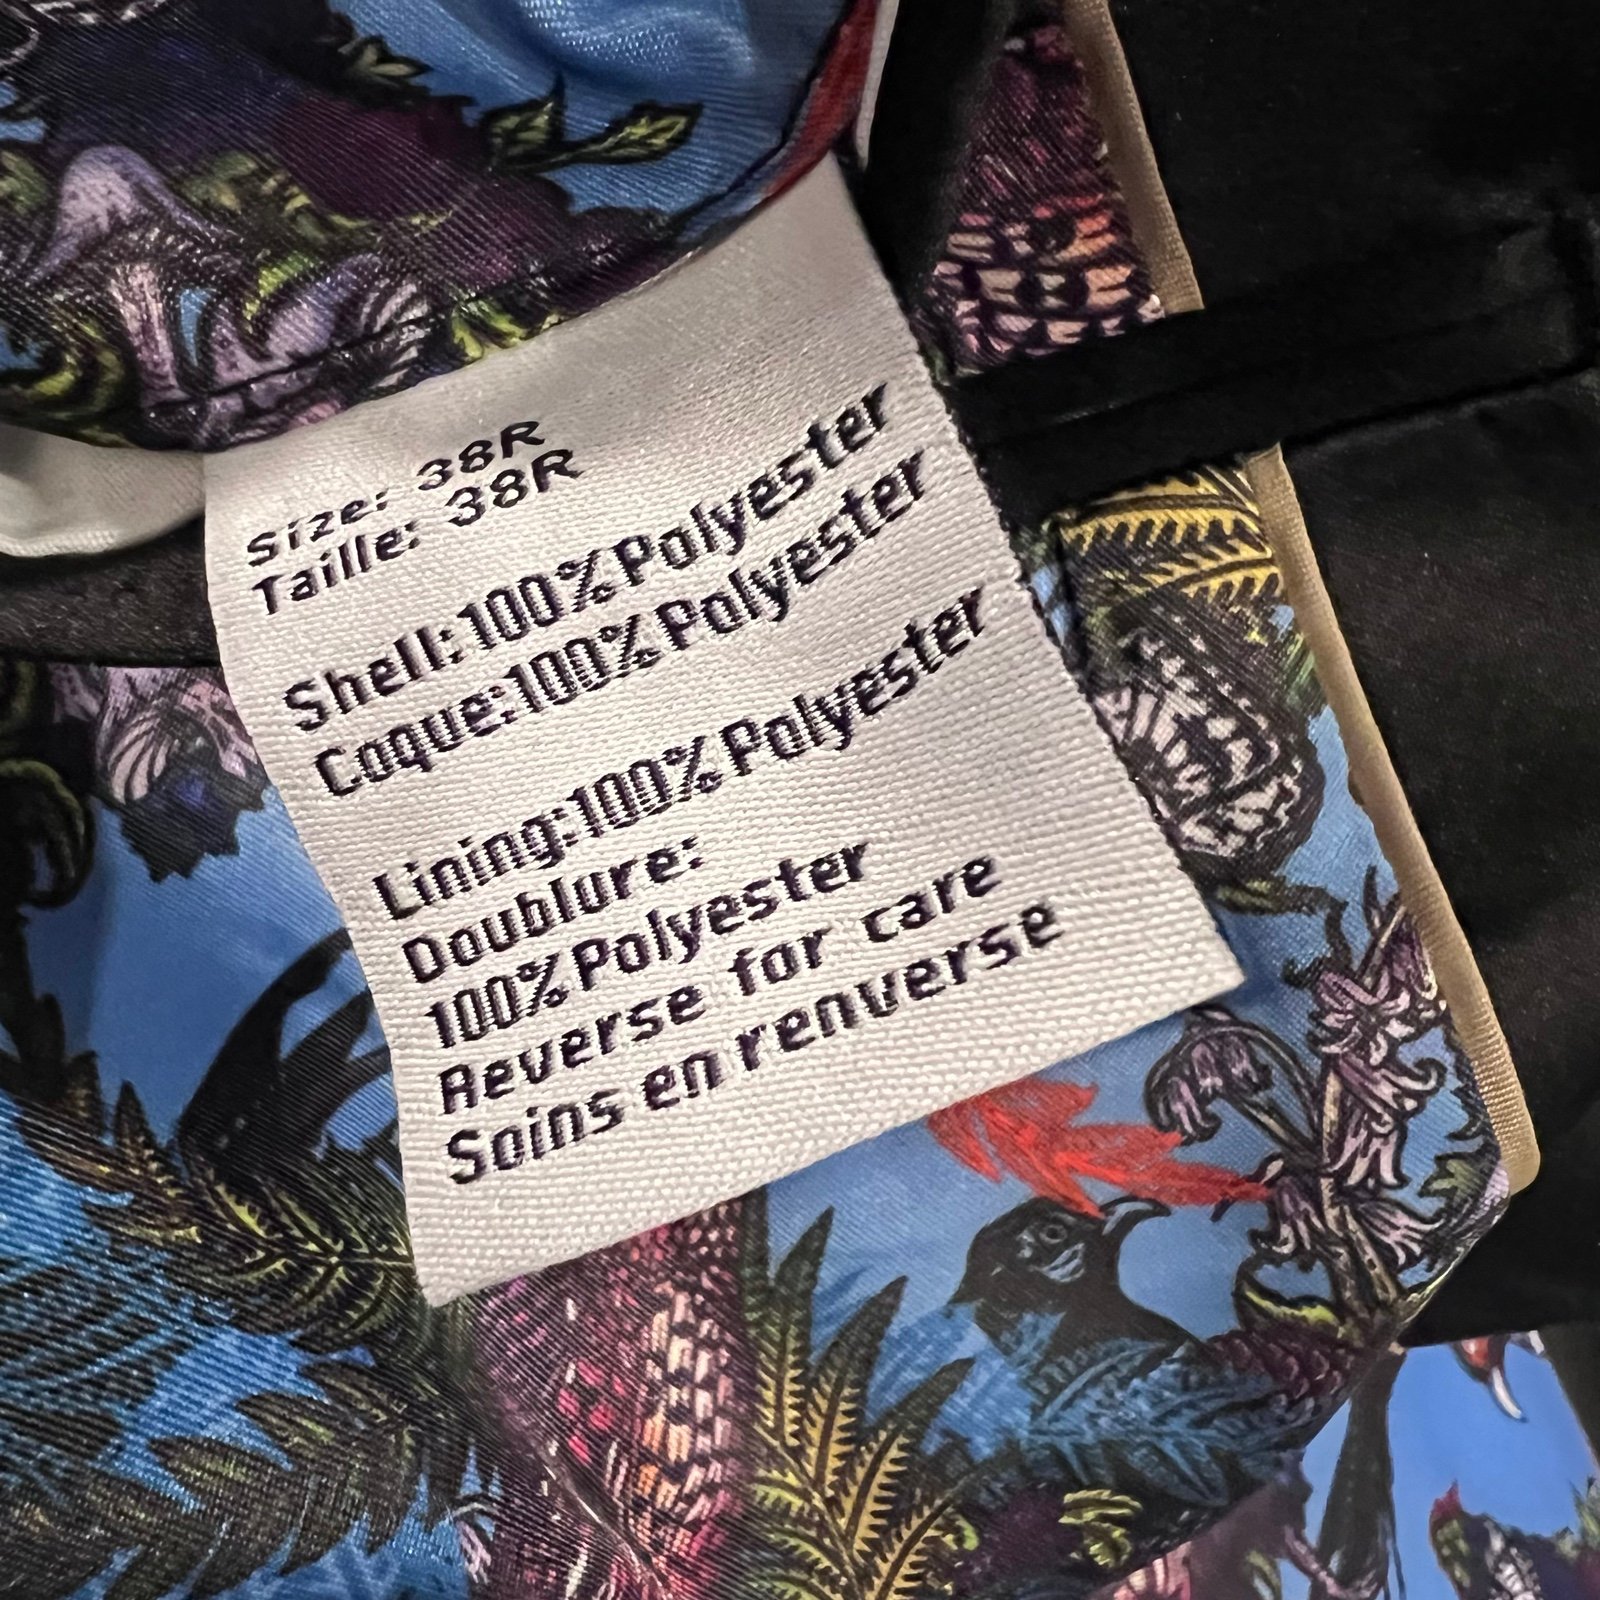 Size: 38R
Taille: 38R
Shell:100%Polyester
Coque:100%Polyester
Lining:100%Polyester
Doublure:
100%Polyester
Reverse for care
Soins en renverse